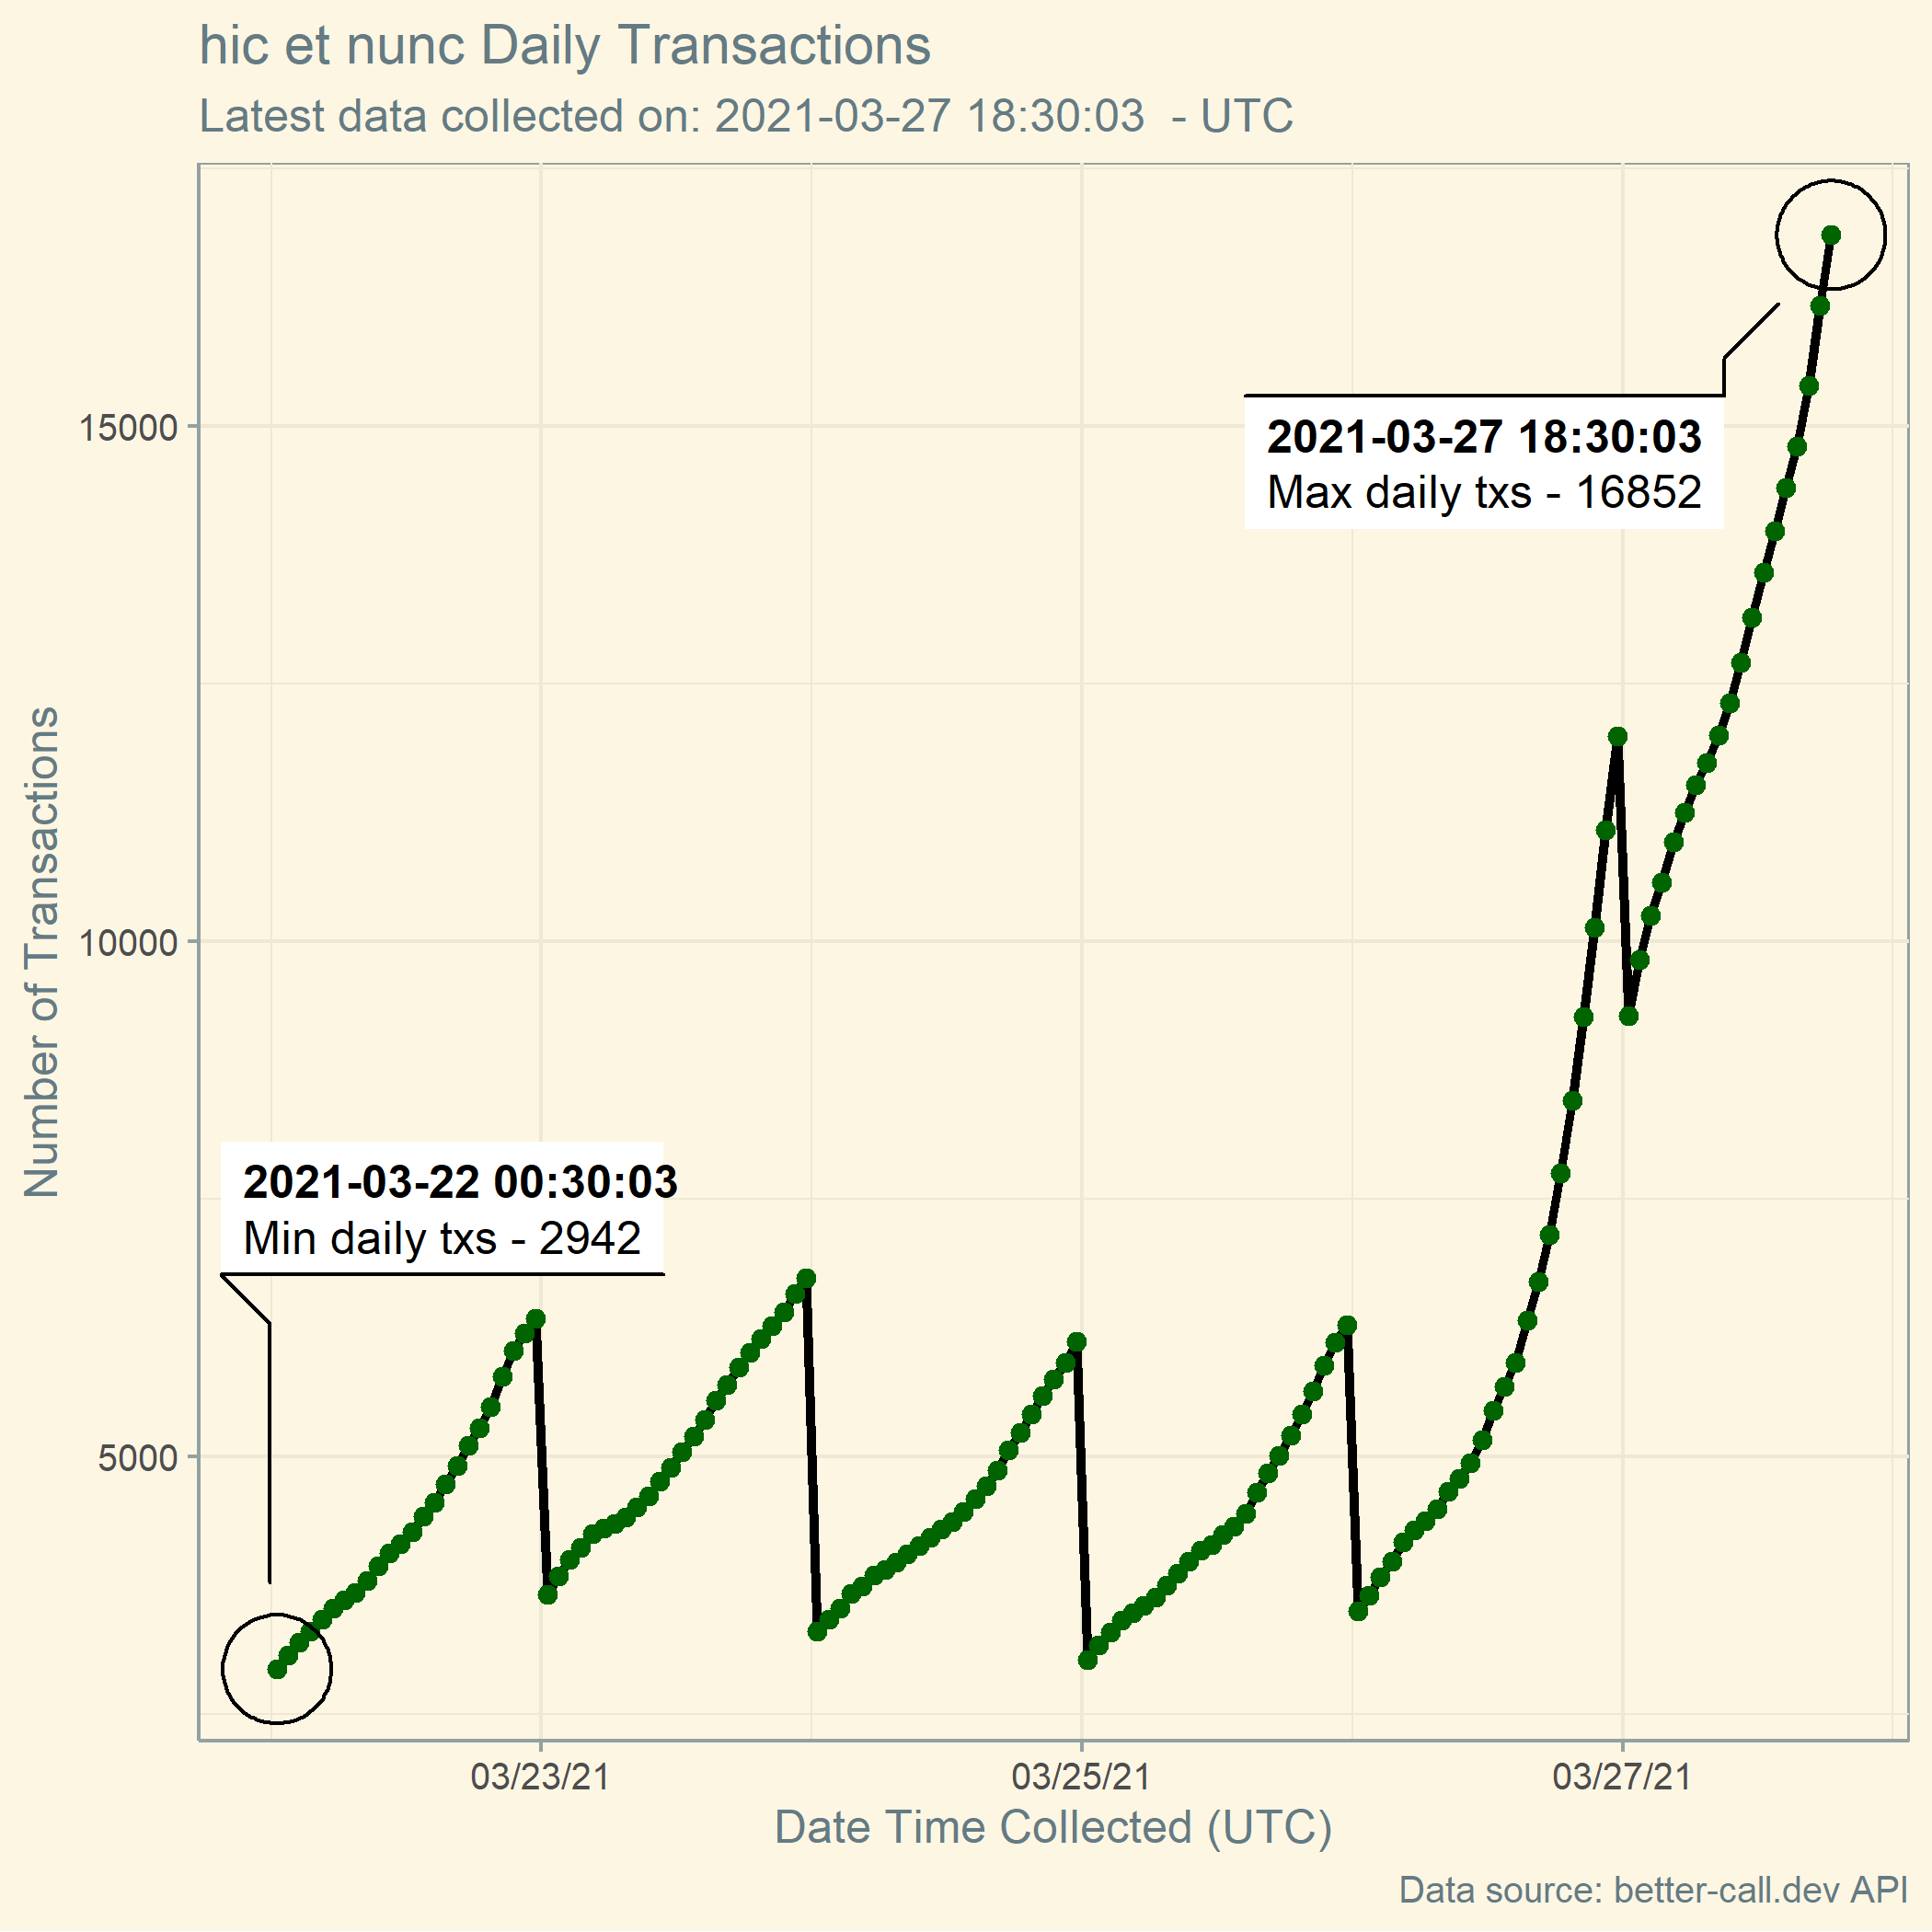 hic et nunc Daily Transactions
Latest data collected on: 2021-03-27 18:30:03  - UTC
15000
10000
5000
Number of Transactions
2021-03-27 18:30:03
Max daily txs - 16852
2021-03-22 00:30:03
Min daily txs - 2942
03/23/21
03/25/21
03/27/21
Date Time Collected (UTC)
Data source: better-call.dev API